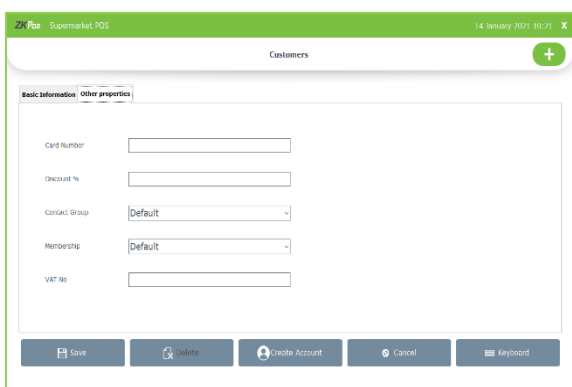 ZKPos Supermarket POS 14 January 2021 10:21 X
Customers +
Basic Information Other properties
Card Number
Discount %
Contact Group Default
Membership Default
VAT No
Save Delete Create Account Cancel Keyboard